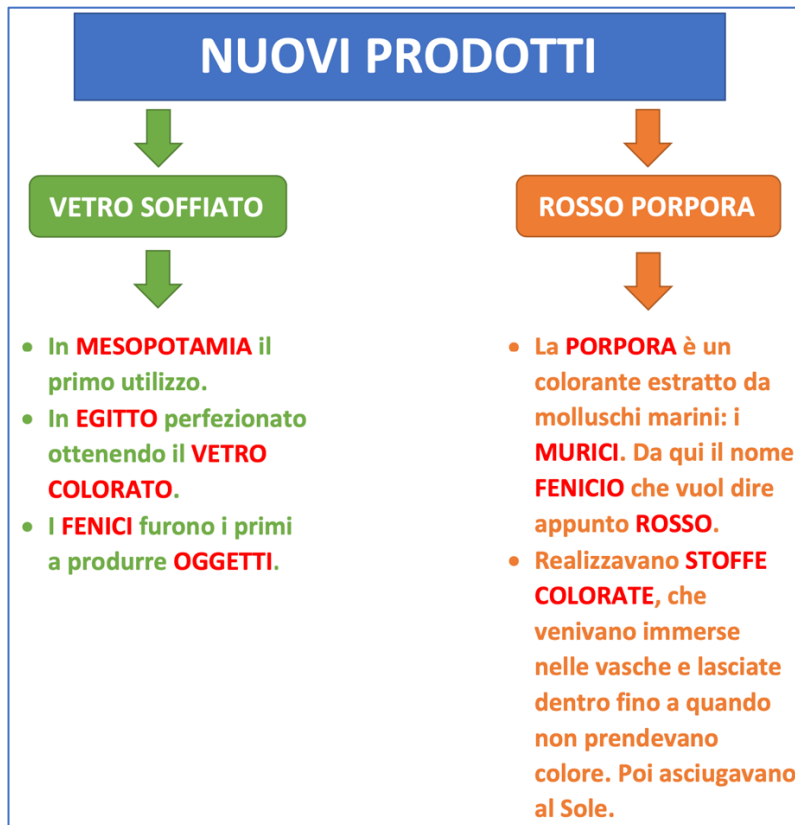 NUOVI PRODOTTI
VETRO SOFFIATO
• In MESOPOTAMIA il
primo utilizzo.
• In EGITTO perfezionato
ottenendo il VETRO
COLORATO.
• I FENICI furono i primi
a produrre OGGETTI.
ROSSO PORPORA
• La PORPORA è un
colorante estratto da
molluschi marini: i
MURICI. Da qui il nome
FENICIO che vuol dire
appunto ROSSO.
• Realizzavano STOFFE
COLORATE, che
venivano immerse
nelle vasche e lasciate
dentro fino a quando
non prendevano
colore. Poi asciugavano
al Sole.